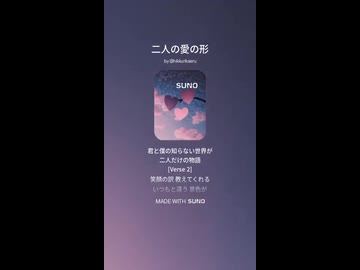 二人の愛の形
SUNO
君と僕の知らない世界が
二人だけの物語
[Verse 2]
笑顔の訳 教えてくれる
いつもと違う 景色が
MADE WITH SUNO